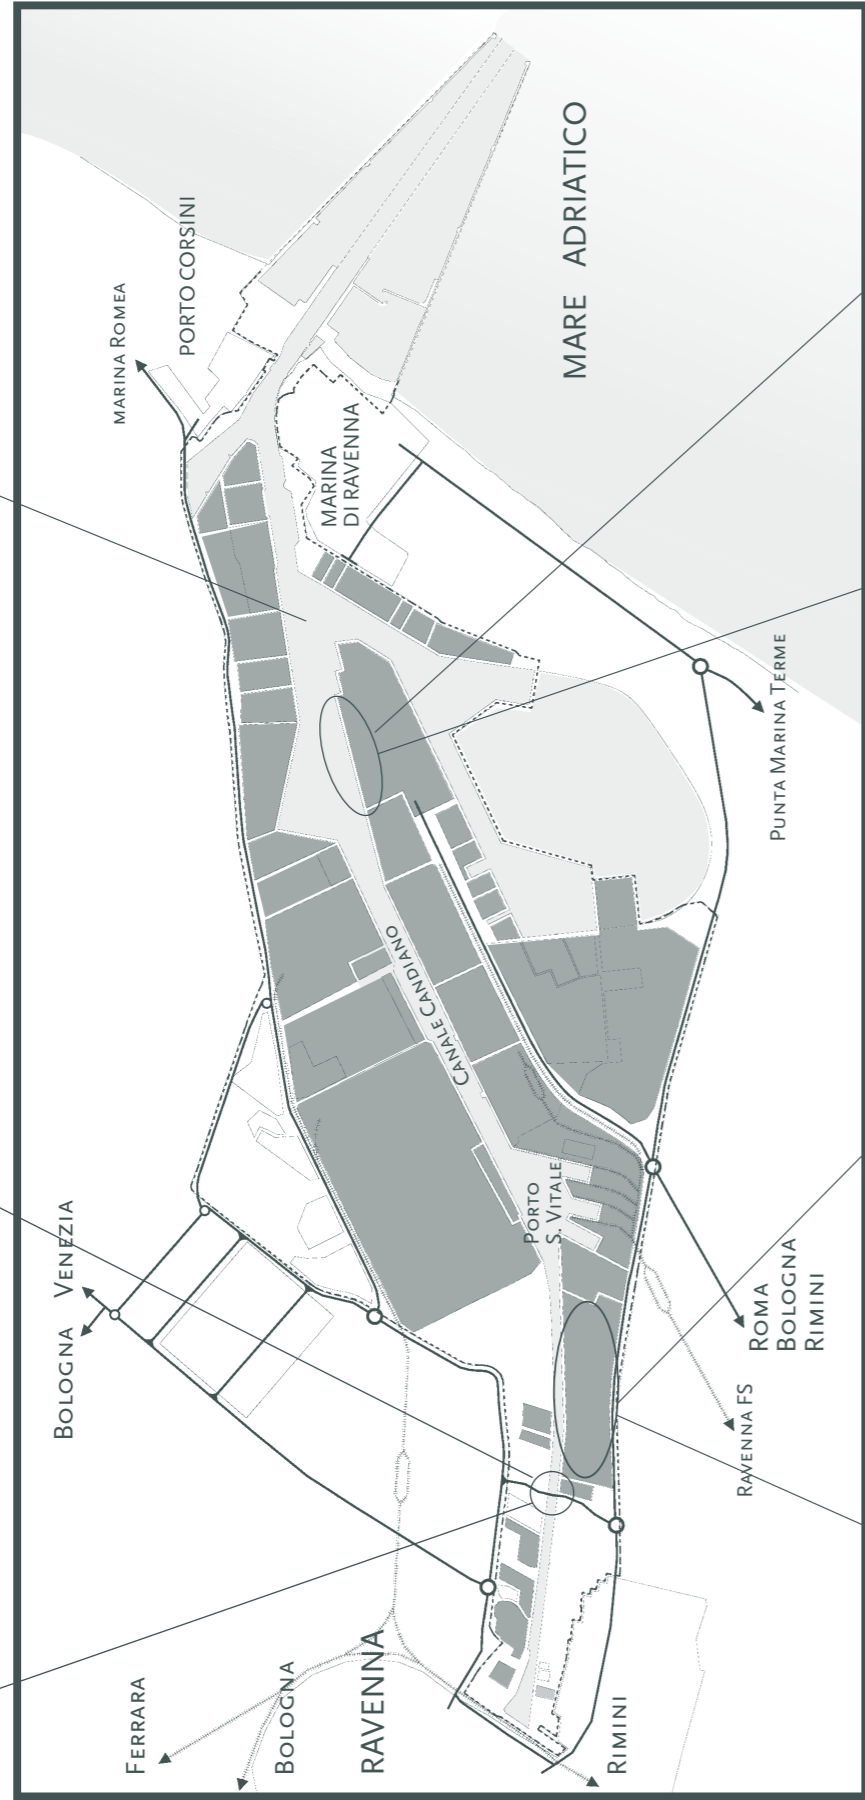 MARE ADRIATICO
PORTO CORSINI
MARINA ROMEA
MARINA
DI RAVENNA
PUNTA MARINA TERME
CANALE CANDIANO
PORTO
S. VITALE
VENEZIA
BOLOGNA
ROMA
BOLOGNA
RIMINI
RAVENNA FS
RAVENNA
FERRARA
BOLOGNA
RIMINI